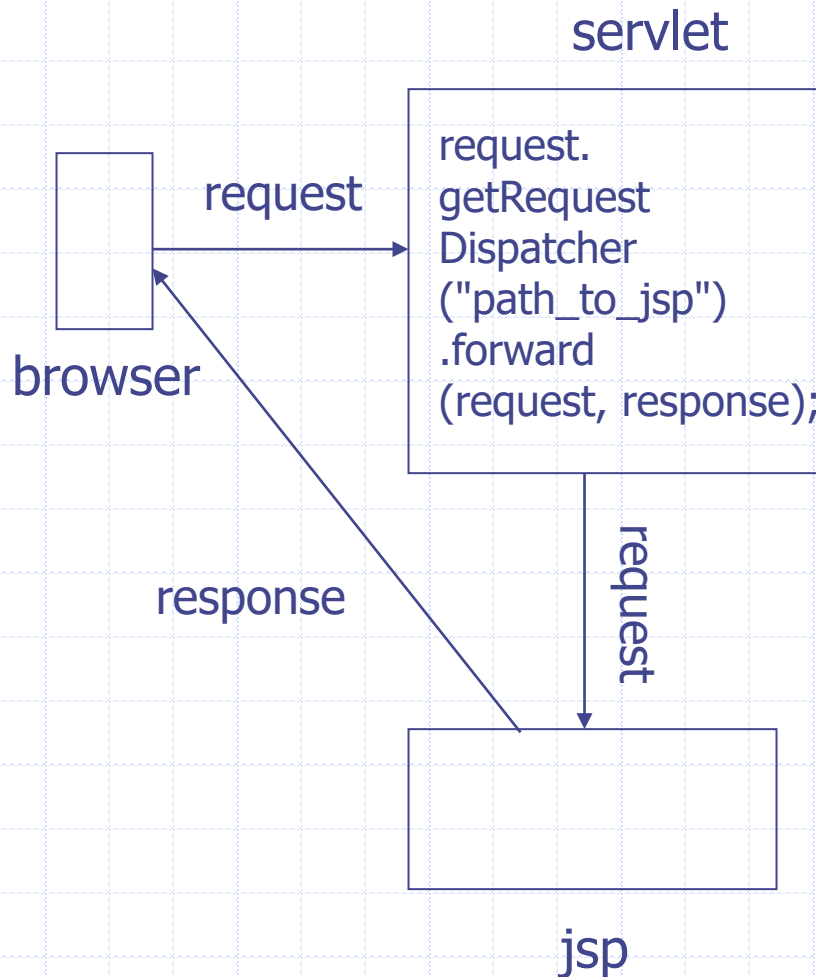 servlet
request.
getRequest
Dispatcher
("path_to_jsp")
.forward
(request, response);
request
browser
response
request
jsp